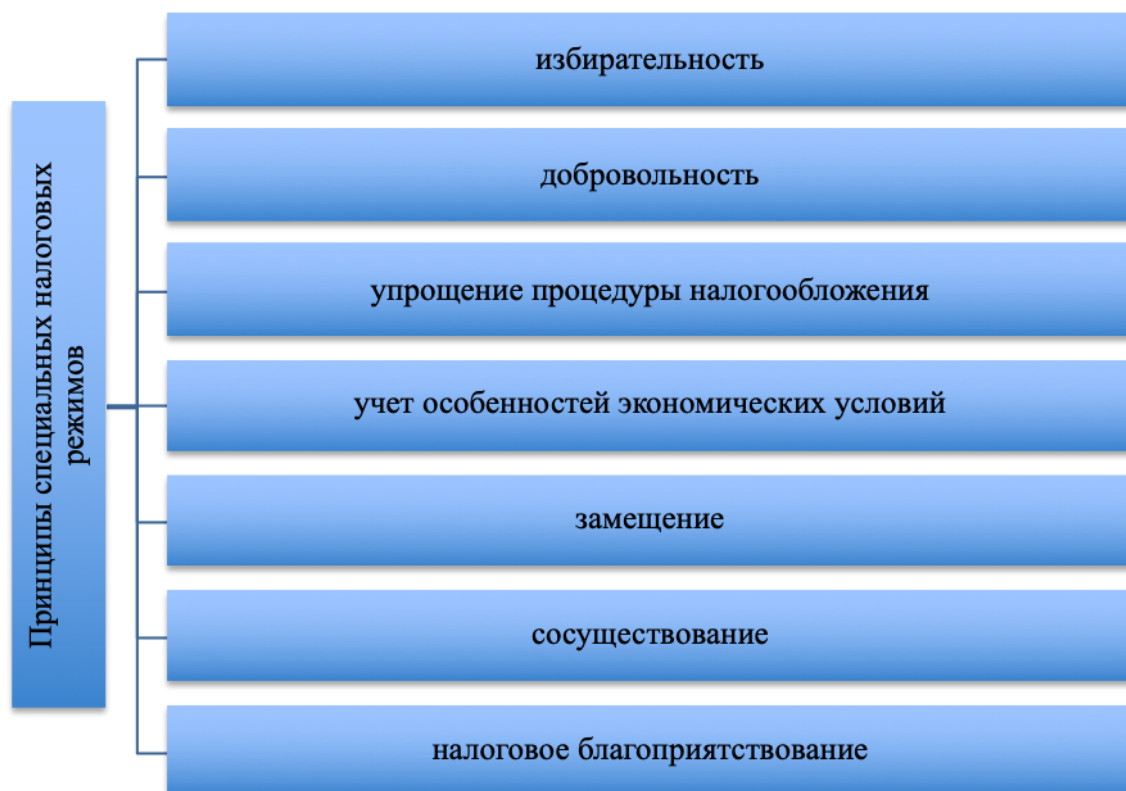 Принципы специальных налоговых
режимов
избирательность
добровольность
упрощение процедуры налогообложения
учет особенностей экономических условий
замещение
сосуществование
налоговое благоприятствование